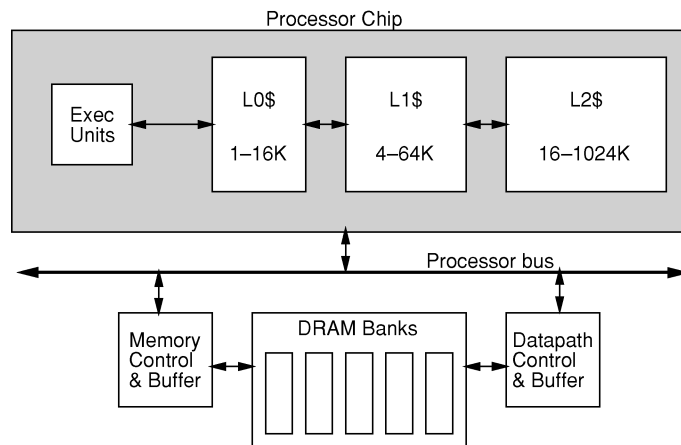 Processor Chip
Exec
Units
L0$
1–16K
L1$
4–64K
L2$
16–1024K
Processor bus
Memory
Control
& Buffer
DRAM Banks
Datapath
Control
& Buffer